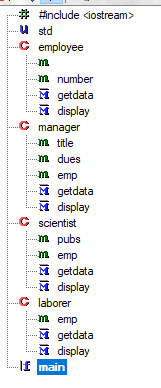 #include <iostream>
std
employee
number
getdata
display
manager
title
dues
emp
getdata
display
scientist
pubs
emp
getdata
display
laborer
emp
getdata
display
main